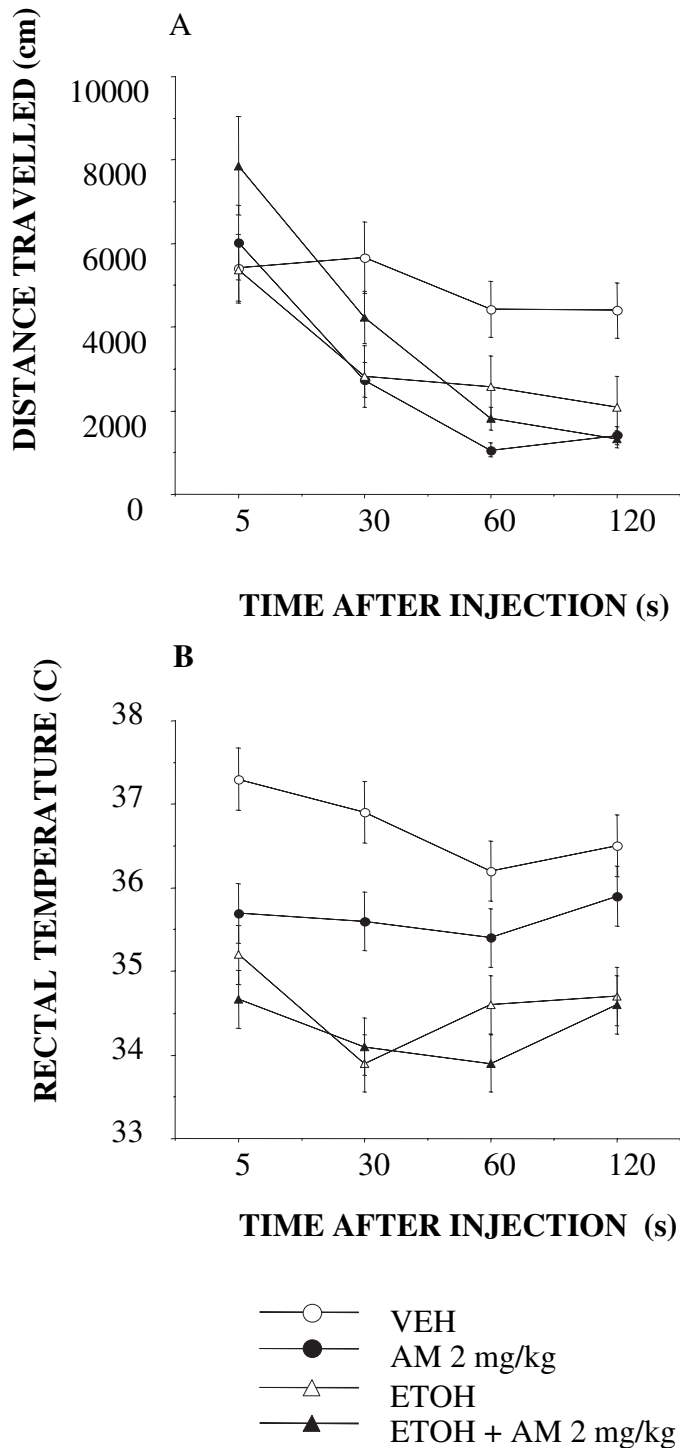 A
DISTANCE TRAVELLED (cm)
10000
8000
6000
4000
2000
0
5 30 60 120
TIME AFTER INJECTION (s)
B
RECTAL TEMPERATURE (C)
38
37
36
35
34
33
5 30 60 120
TIME AFTER INJECTION (s)
VEH
AM 2 mg/kg
ETOH
ETOH + AM 2 mg/kg